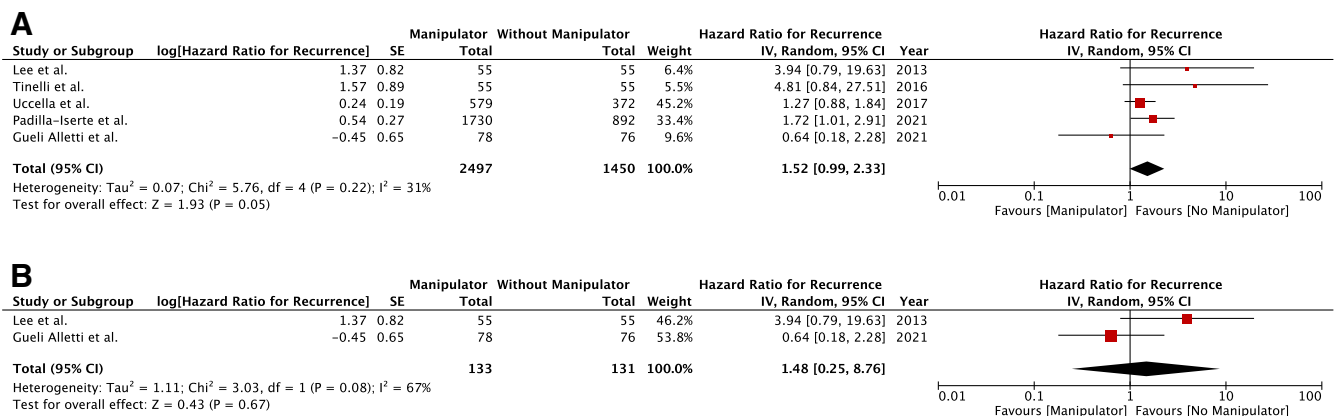 A
Manipulator Without Manipulator Hazard Ratio for Recurrence Hazard Ratio for Recurrence
Study or Subgroup log[Hazard Ratio for Recurrence] SE Total Total Weight IV, Random, 95% CI Year IV, Random, 95% CI
Lee et al. 1.37 0.82 55 55 6.4% 3.94 [0.79, 19.63] 2013
Tinelli et al. 1.57 0.89 55 55 5.5% 4.81 [0.84, 27.51] 2016
Uccella et al. 0.24 0.19 579 372 45.2% 1.27 [0.88, 1.84] 2017
Padilla-Iserte et al. 0.54 0.27 1730 892 33.4% 1.72 [1.01, 2.91] 2021
Gueli Alletti et al. -0.45 0.65 78 76 9.6% 0.64 [0.18, 2.28] 2021
Total (95% CI) 2497 1450 100.0% 1.52 [0.99, 2.33]
Heterogeneity: Tau² = 0.07; Chi² = 5.76, df = 4 (P = 0.22); I² = 31%
Test for overall effect: Z = 1.93 (P = 0.05)
0.01 0.1 1 10 100
Favours [Manipulator] Favours [No Manipulator]
B
Manipulator Without Manipulator Hazard Ratio for Recurrence Hazard Ratio for Recurrence
Study or Subgroup log[Hazard Ratio for Recurrence] SE Total Total Weight IV, Random, 95% CI Year IV, Random, 95% CI
Lee et al. 1.37 0.82 55 55 46.2% 3.94 [0.79, 19.63] 2013
Gueli Alletti et al. -0.45 0.65 78 76 53.8% 0.64 [0.18, 2.28] 2021
Total (95% CI) 133 131 100.0% 1.48 [0.25, 8.76]
Heterogeneity: Tau² = 1.11; Chi² = 3.03, df = 1 (P = 0.08); I² = 67%
Test for overall effect: Z = 0.43 (P = 0.67)
0.01 0.1 1 10 100
Favours [Manipulator] Favours [No Manipulator]